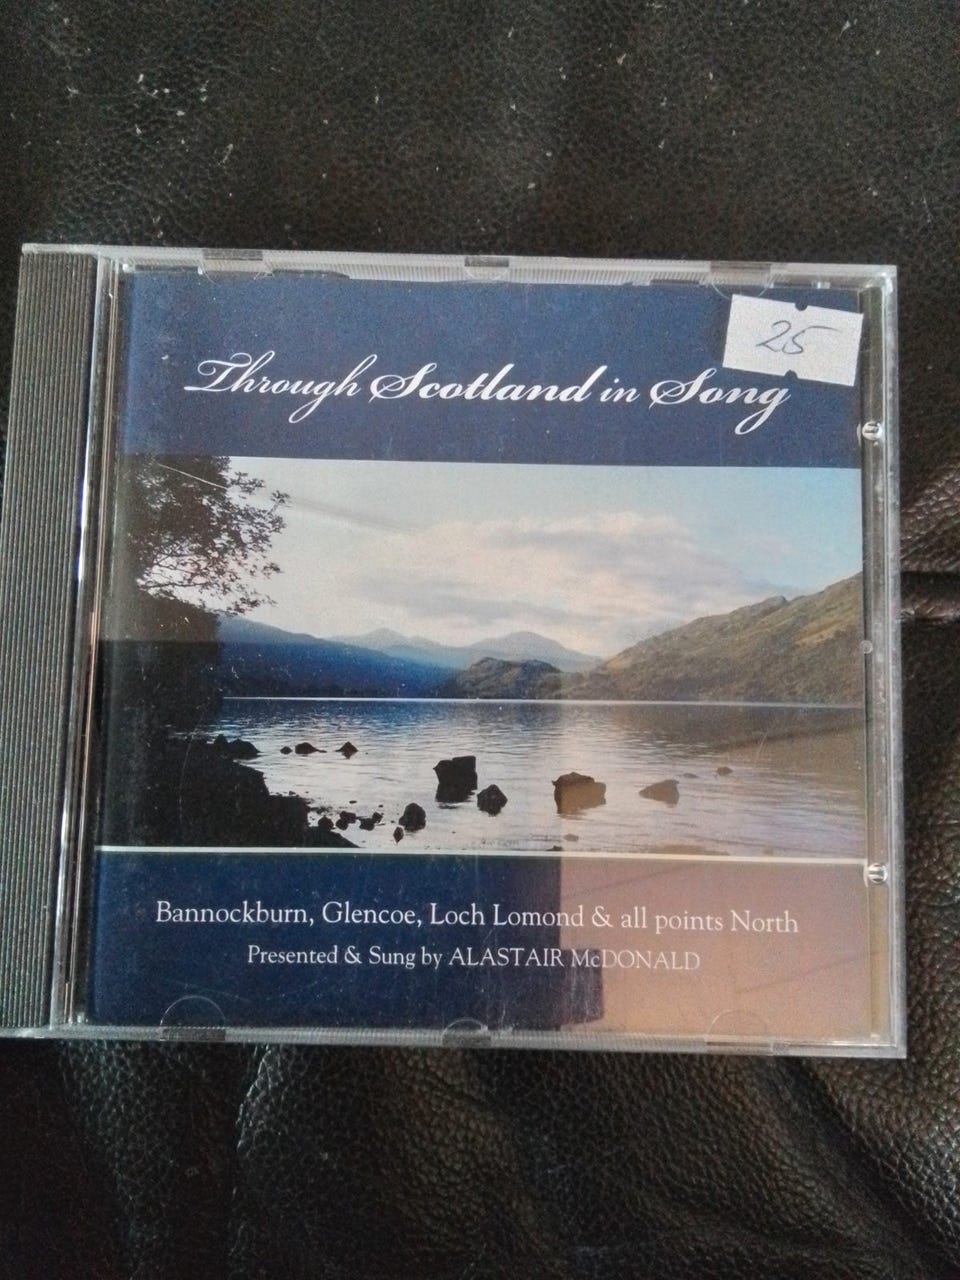 25
Through Scotland in Song
Bannockburn, Glencoe, Loch Lomond & all points North
Presented & Sung by ALASTAIR McDONALD